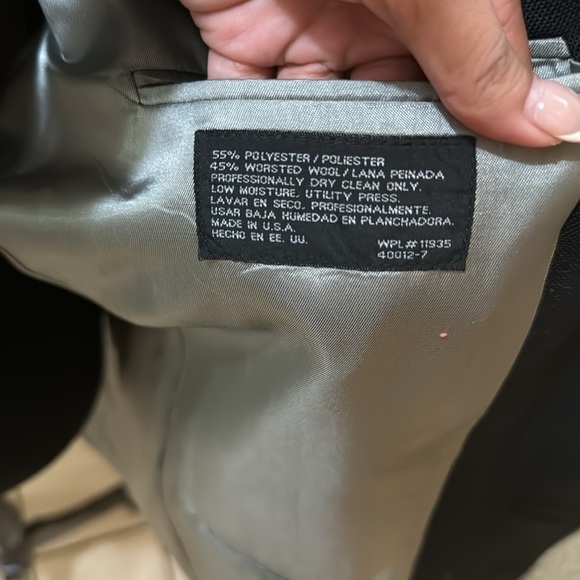 55% POLYESTER / POLIESTER
45% WORSTED WOOL / LANA PEINADA
PROFESSIONALLY DRY CLEAN ONLY.
LOW MOISTURE, UTILITY PRESS.
LAVAR EN SECO, PROFESIONALMENTE.
USAR BAJA HUMEDAD EN PLANCHADORA.
MADE IN U.S.A.
HECHO EN EE. UU.
WPL# 11935
40012-7